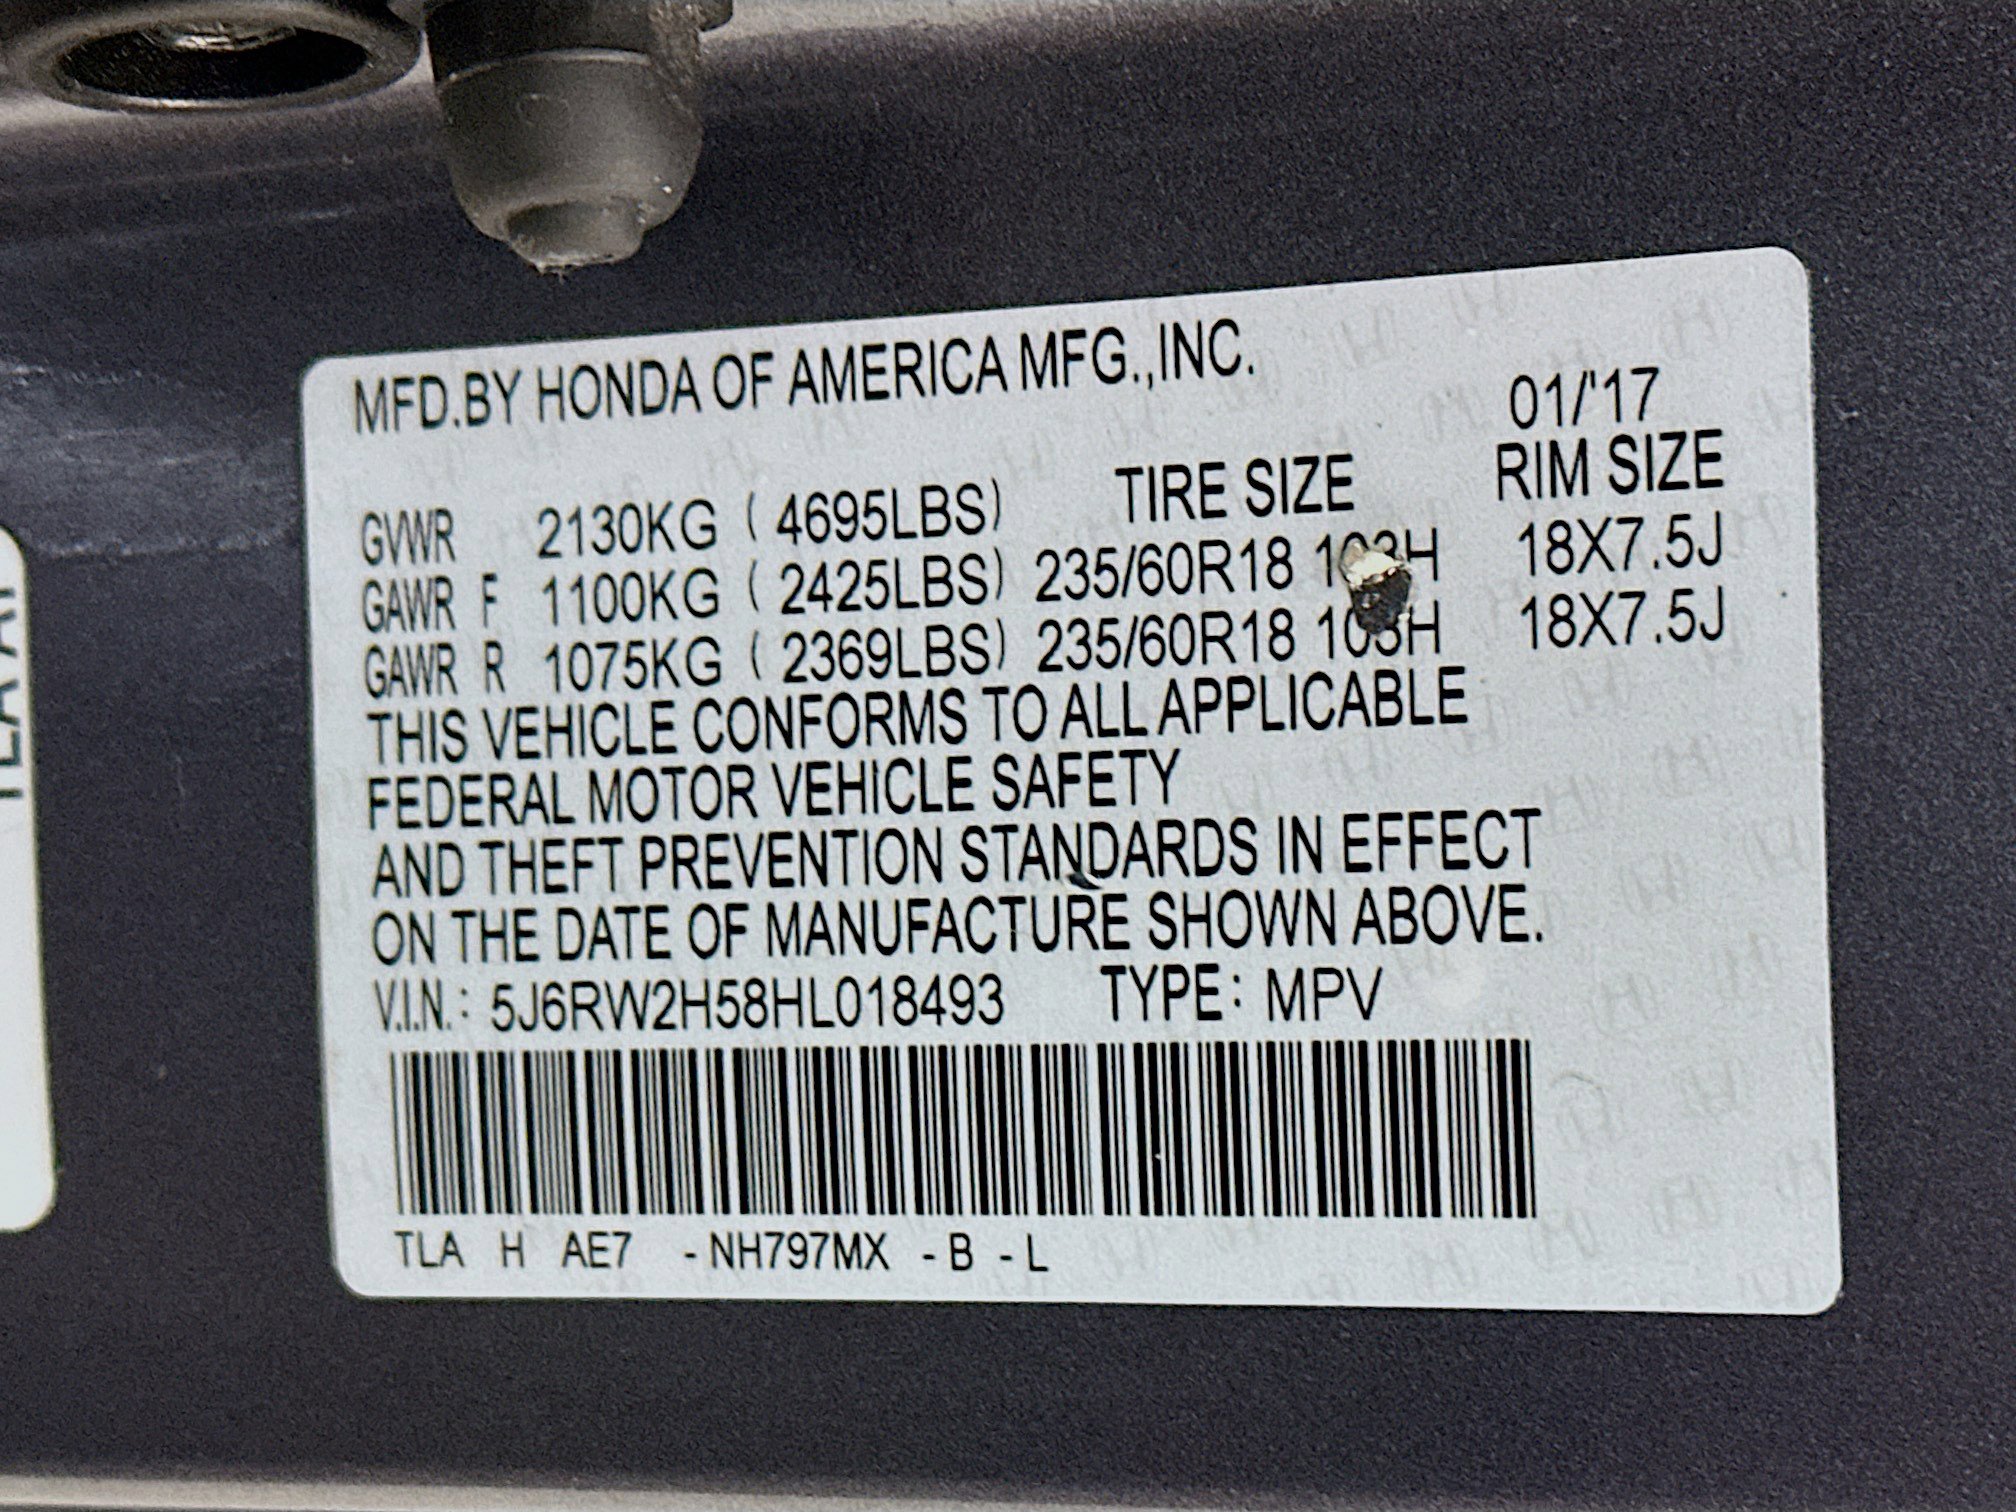 MFD.BY HONDA OF AMERICA MFG.,INC.
01/'17
GVWR 2130KG ( 4695LBS) TIRE SIZE RIM SIZE
GAWR F 1100KG ( 2425LBS) 235/60R18 103H 18X7.5J
GAWR R 1075KG ( 2369LBS) 235/60R18 103H 18X7.5J
THIS VEHICLE CONFORMS TO ALL APPLICABLE
FEDERAL MOTOR VEHICLE SAFETY
AND THEFT PREVENTION STANDARDS IN EFFECT
ON THE DATE OF MANUFACTURE SHOWN ABOVE.
V.I.N.: 5J6RW2H58HL018493 TYPE: MPV
TLA H AE7 -NH797MX -B -L